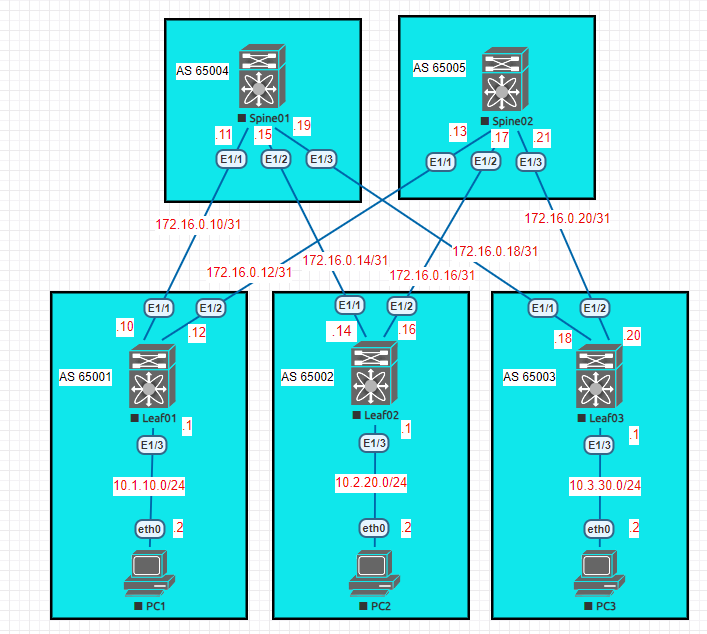 AS 65004
Spine01
.11
.15
.19
E1/1
E1/2
E1/3
AS 65005
Spine02
.13
.17
.21
E1/1
E1/2
E1/3
172.16.0.10/31
172.16.0.12/31
172.16.0.14/31
172.16.0.16/31
172.16.0.18/31
172.16.0.20/31
E1/1
E1/2
.10
.12
AS 65001
Leaf01
.1
E1/3
10.1.10.0/24
eth0
.2
PC1
E1/1
E1/2
.14
.16
AS 65002
Leaf02
.1
E1/3
10.2.20.0/24
eth0
.2
PC2
E1/1
E1/2
.18
.20
AS 65003
Leaf03
.1
E1/3
10.3.30.0/24
eth0
.2
PC3